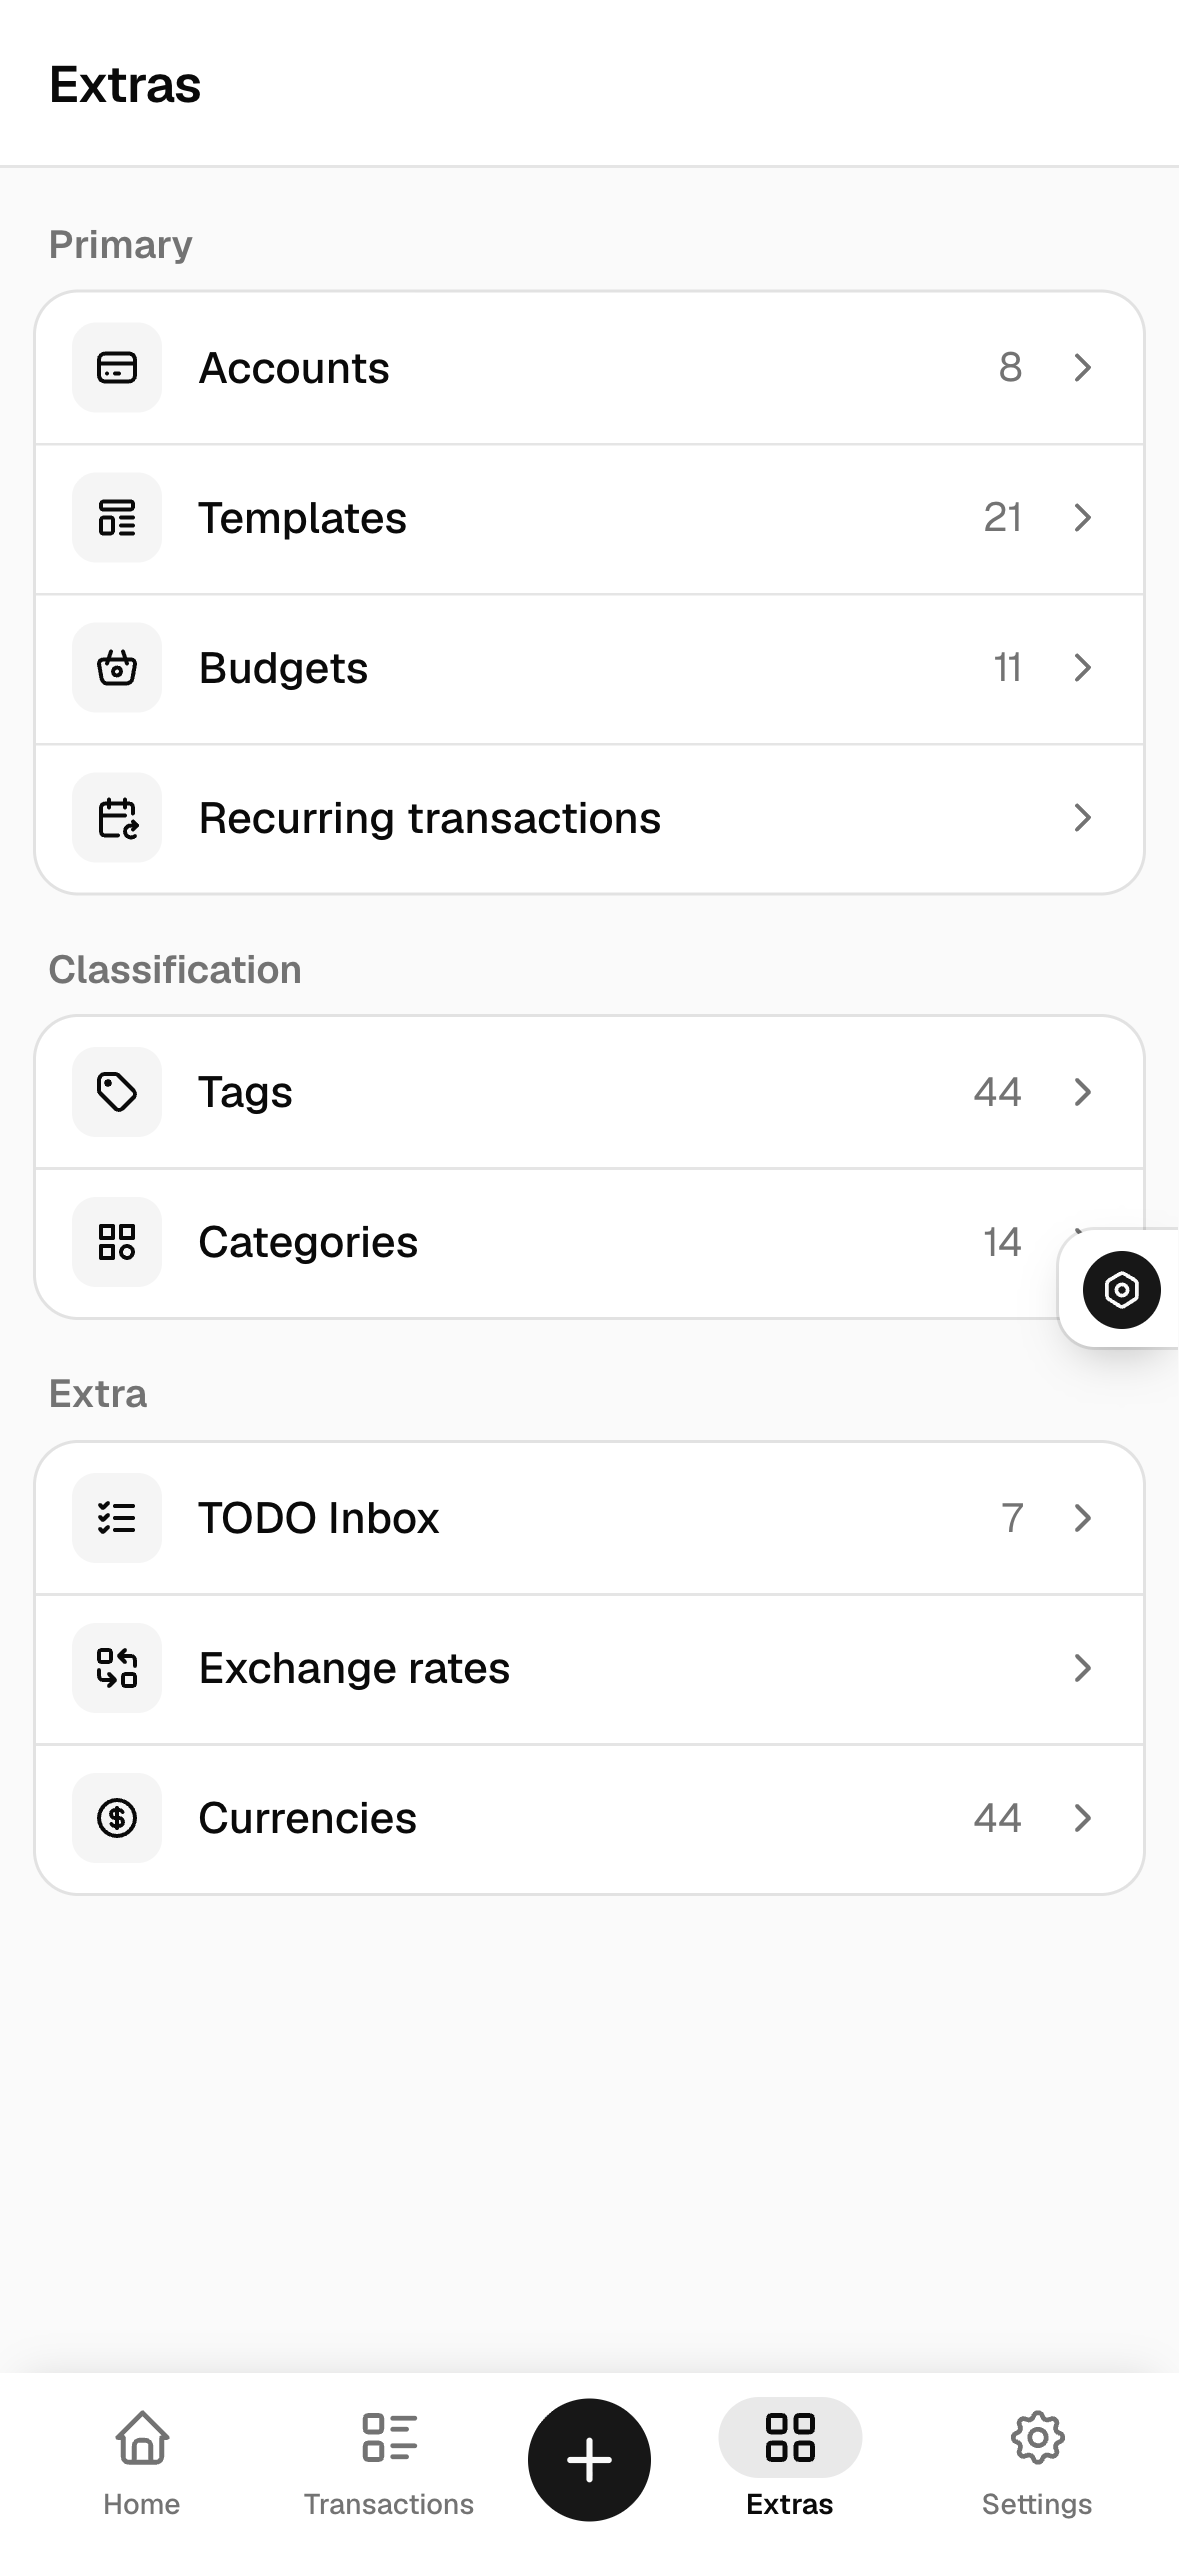 Extras
Primary
Accounts 8
Templates 21
Budgets 11
Recurring transactions
Classification
Tags 44
Categories 14
Extra
TODO Inbox 7
Exchange rates
Currencies 44
Home Transactions Extras Settings